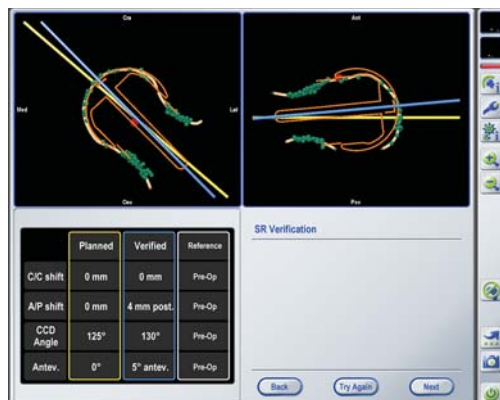 Cra
Med
Lat
Cau
Ant
Pos
Planned Verified Reference
C/C shift 0 mm 0 mm Pre-Op
A/P shift 0 mm 4 mm post. Pre-Op
CCD
Angle 125° 130° Pre-Op
Antev. 0° 5° antev. Pre-Op
SR Verification
Back Try Again Next